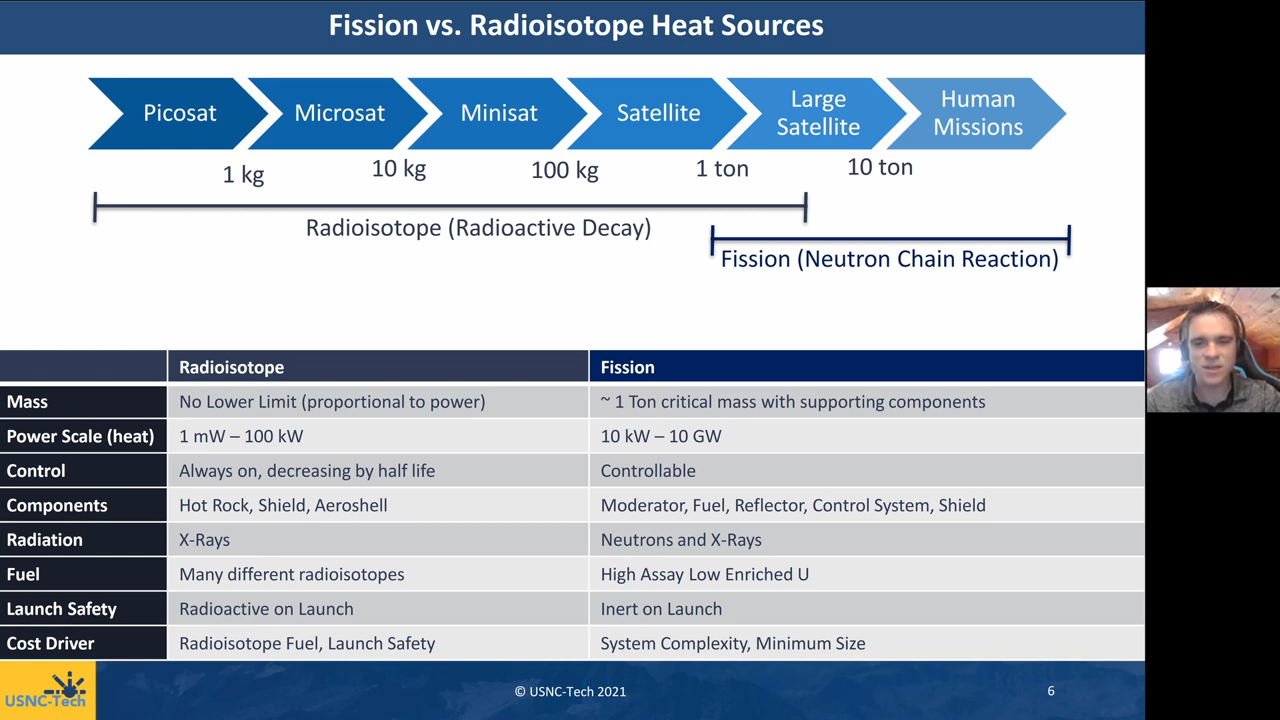 Fission vs. Radioisotope Heat Sources
Picosat
Microsat
Minisat
Satellite
Large
Satellite
Human
Missions
1 kg
10 kg
100 kg
1 ton
10 ton
Radioisotope (Radioactive Decay)
Fission (Neutron Chain Reaction)
Radioisotope Fission
Mass No Lower Limit (proportional to power) ~ 1 Ton critical mass with supporting components
Power Scale (heat) 1 mW – 100 kW 10 kW – 10 GW
Control Always on, decreasing by half life Controllable
Components Hot Rock, Shield, Aeroshell Moderator, Fuel, Reflector, Control System, Shield
Radiation X-Rays Neutrons and X-Rays
Fuel Many different radioisotopes High Assay Low Enriched U
Launch Safety Radioactive on Launch Inert on Launch
Cost Driver Radioisotope Fuel, Launch Safety System Complexity, Minimum Size
USNC-Tech
© USNC-Tech 2021
6